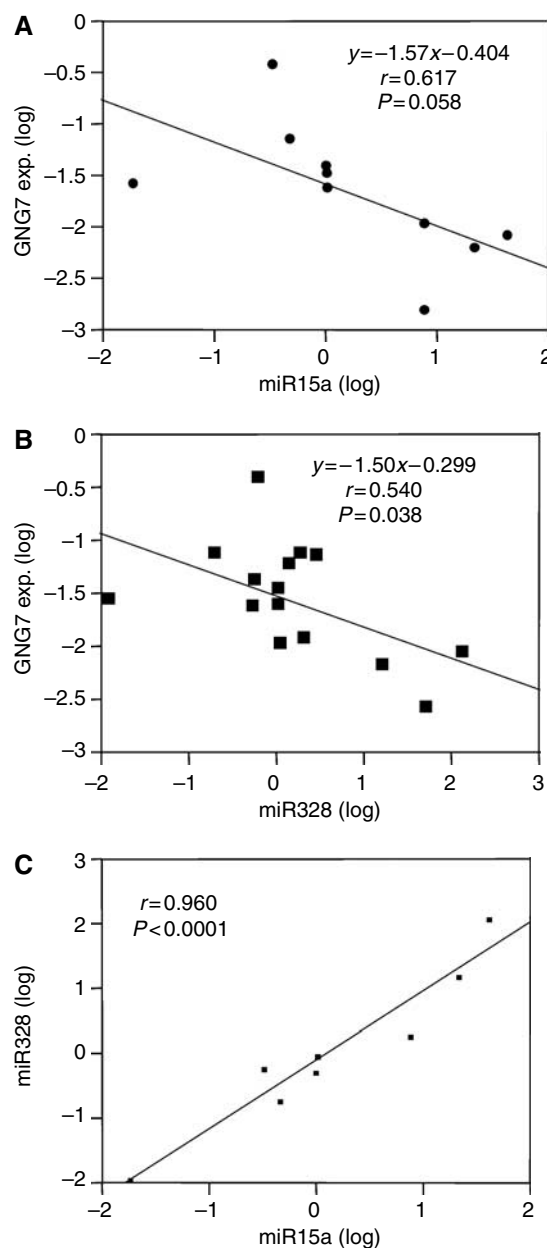 A
0
−0.5
−1
−1.5
−2
−2.5
−3
GNG7 exp. (log)
y=−1.57x−0.404
r=0.617
P=0.058
−2 −1 0 1 2
miR15a (log)
B
0
−0.5
−1
−1.5
−2
−2.5
−3
GNG7 exp. (log)
y=−1.50x−0.299
r=0.540
P=0.038
−2 −1 0 1 2 3
miR328 (log)
C
3
2
1
0
−1
−2
miR328 (log)
r=0.960
P<0.0001
−2 −1 0 1 2
miR15a (log)